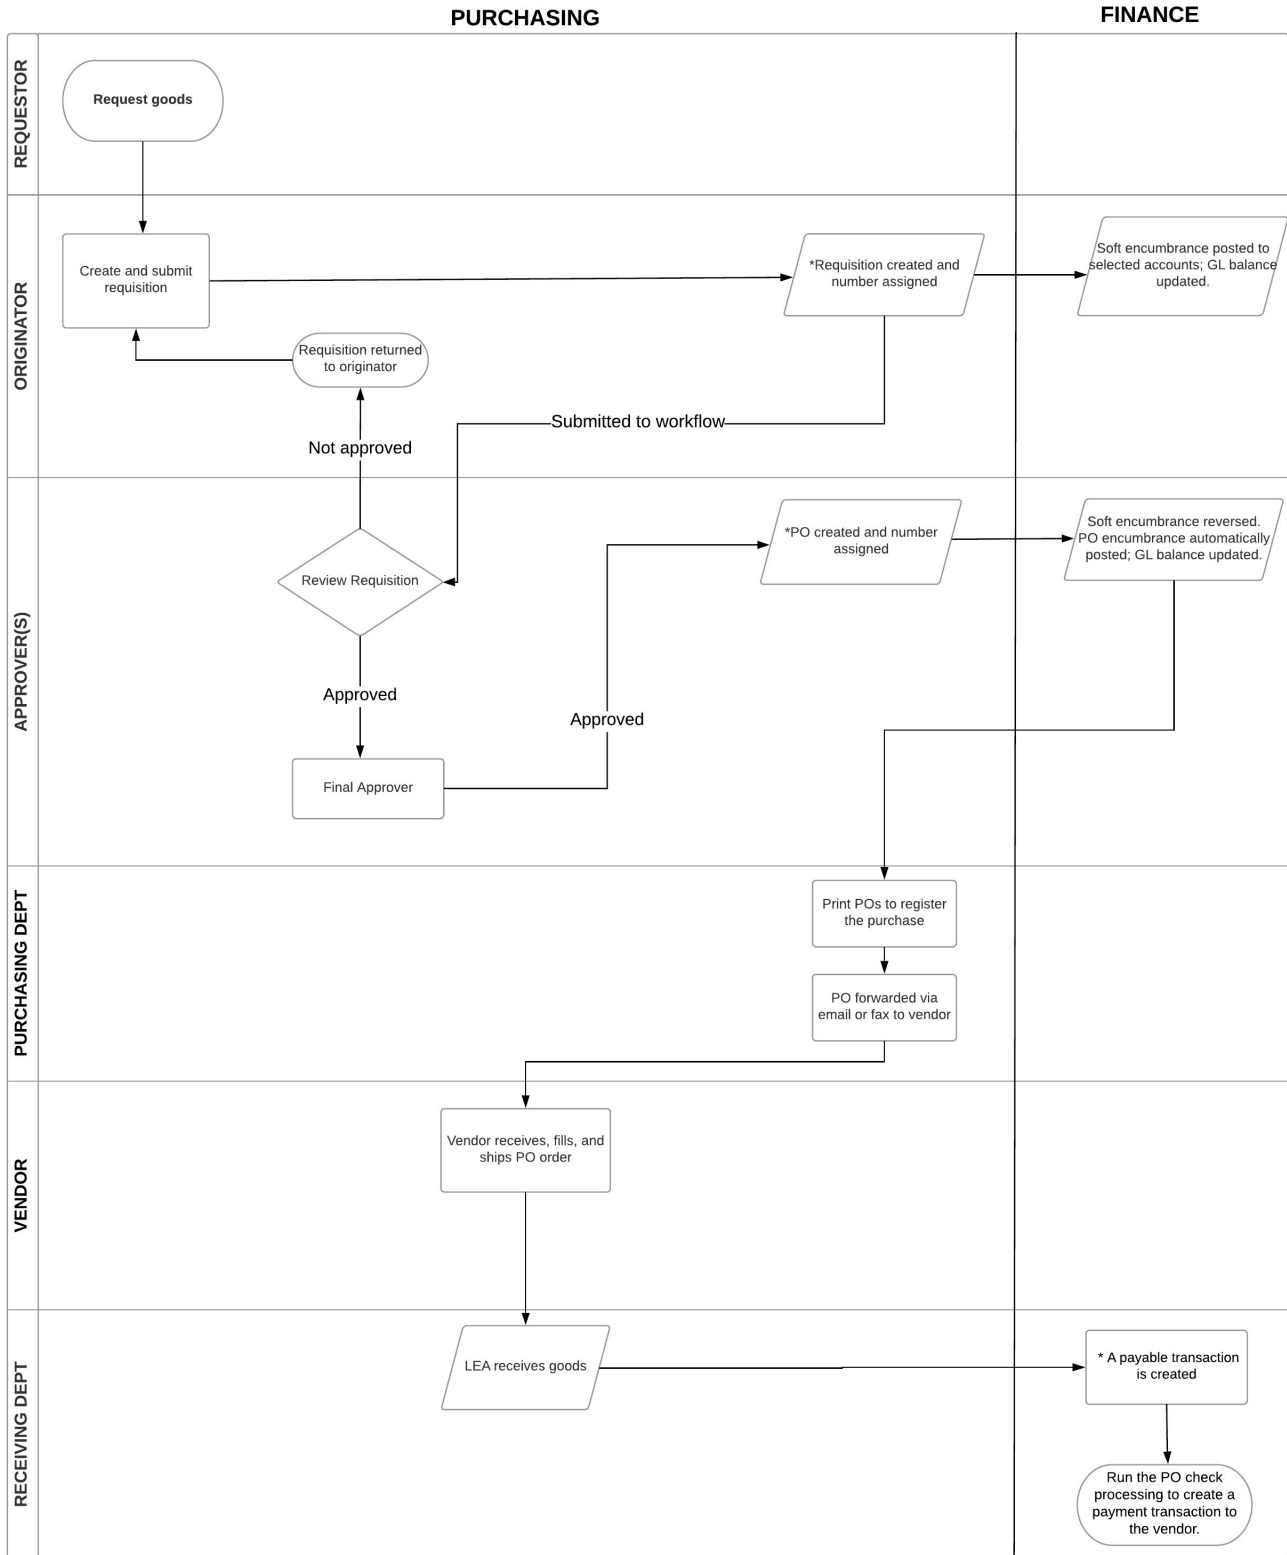 PURCHASING
FINANCE
REQUESTOR
Request goods
ORIGINATOR
Create and submit
requisition
*Requisition created and
number assigned
Soft encumbrance posted to
selected accounts; GL balance
updated.
Requisition returned
to originator
Submitted to workflow
Not approved
APPROVER(S)
*PO created and number
assigned
Soft encumbrance reversed.
PO encumbrance automatically
posted; GL balance updated.
Review Requisition
Approved
Approved
Final Approver
PURCHASING DEPT
Print POs to register
the purchase
PO forwarded via
email or fax to vendor
VENDOR
Vendor receives, fills, and
ships PO order
RECEIVING DEPT
LEA receives goods
* A payable transaction
is created
Run the PO check
processing to create a
payment transaction to
the vendor.